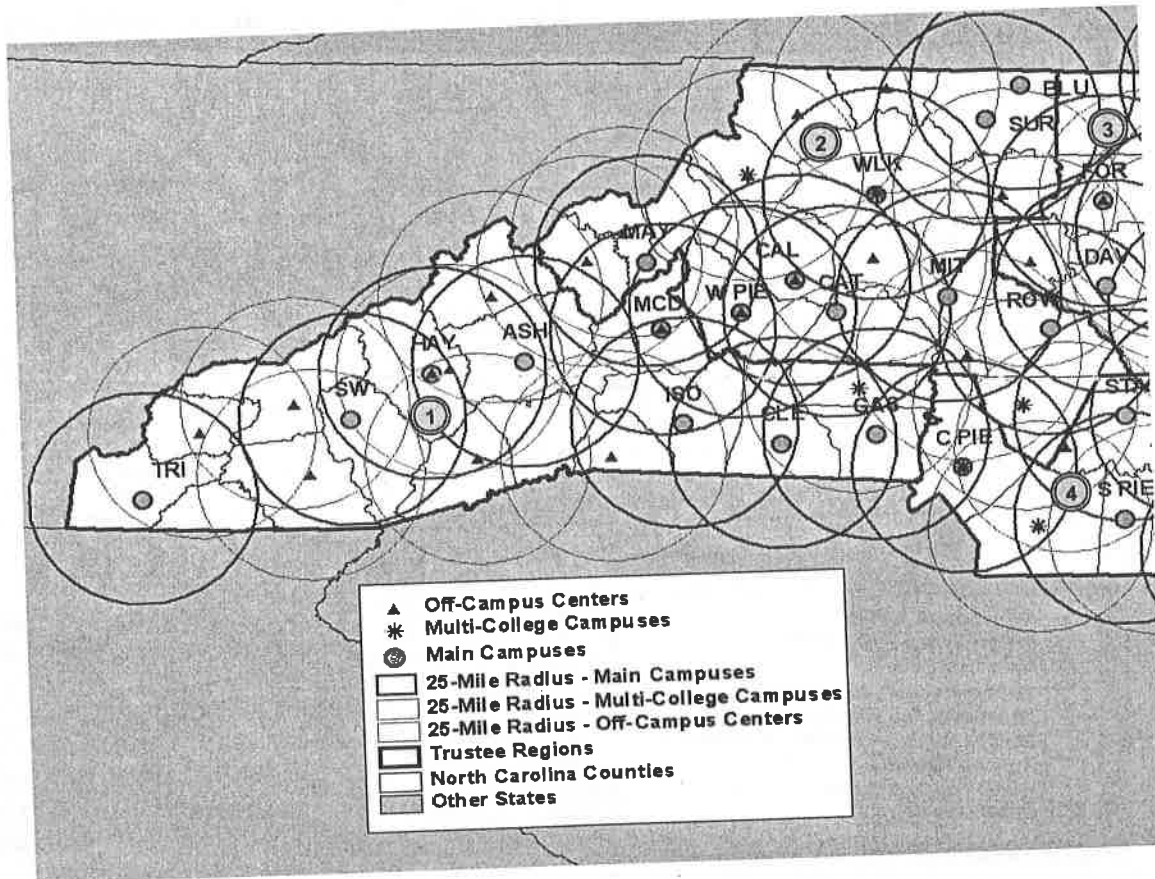 BLU
SUR
3
2
WLK
FOR
MAY
CAL
CAT
MIT
DAV
W PIE
ROW
MCD
ASH
HAY
SW
1
ISO
CLE
GAS
STA
C PIE
TRI
4
S PIE
Off-Campus Centers
Multi-College Campuses
Main Campuses
25-Mile Radius - Main Campuses
25-Mile Radius - Multi-College Campuses
25-Mile Radius - Off-Campus Centers
Trustee Regions
North Carolina Counties
Other States